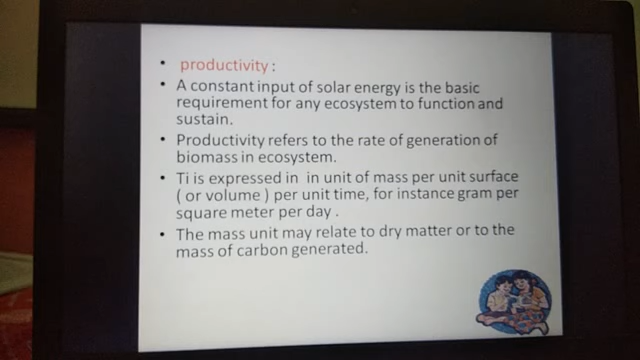 • productivity :
• A constant input of solar energy is the basic
requirement for any ecosystem to function and
sustain.
• Productivity refers to the rate of generation of
biomass in ecosystem.
• Ti is expressed in in unit of mass per unit surface
( or volume ) per unit time, for instance gram per
square meter per day .
• The mass unit may relate to dry matter or to the
mass of carbon generated.